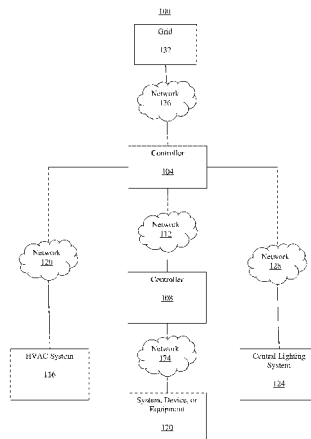 100
Grid
132
Network
136
Controller
104
Network
112
Network
120
Network
128
Controller
108
Network
174
HVAC System
116
Central Lighting
System
124
System, Device, or
Equipment
170